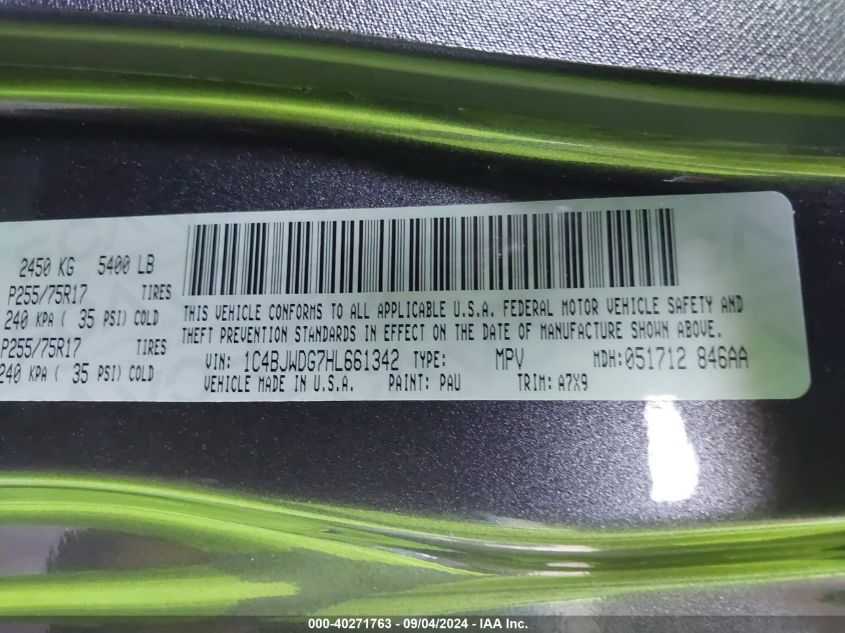 2450 KG 5400 LB
P255/75R17 TIRES
240 KPA ( 35 PSI) COLD
P255/75R17 TIRES
240 KPA ( 35 PSI) COLD
THIS VEHICLE CONFORMS TO ALL APPLICABLE U.S.A. FEDERAL MOTOR VEHICLE SAFETY AND
THEFT PREVENTION STANDARDS IN EFFECT ON THE DATE OF MANUFACTURE SHOWN ABOVE.
VIN: 1C4BJWDG7HL661342 TYPE: MPV MDH:051712 846AA
VEHICLE MADE IN U.S.A. PAINT: PAU TRIM: A7X9
000-40271763 - 09/04/2024 - IAA Inc.